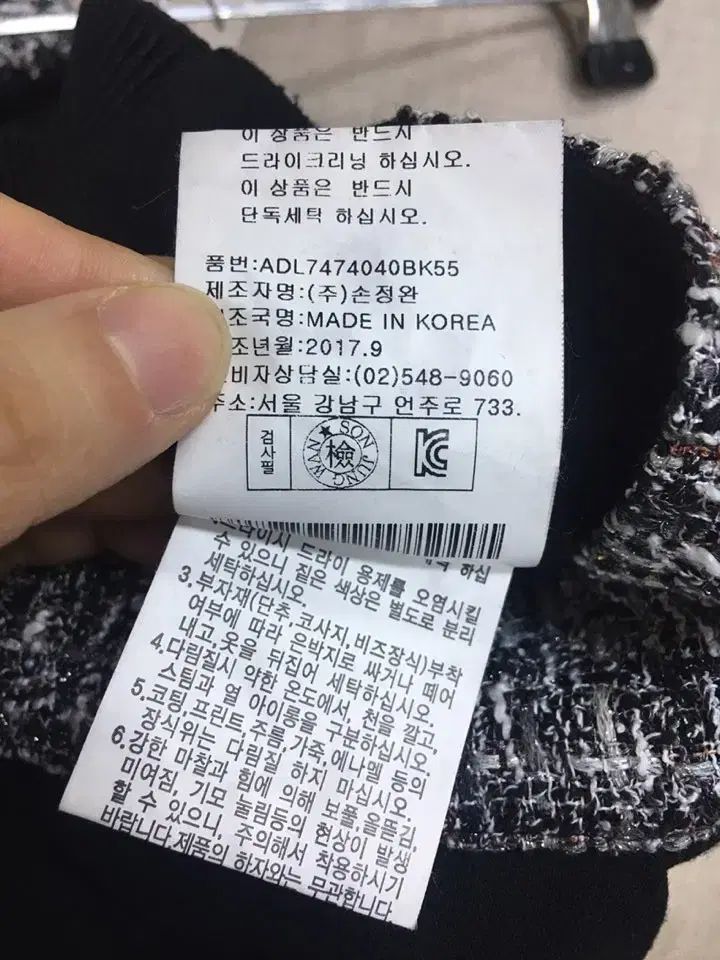 이 상품은 반드시
드라이크리닝 하십시오.
이 상품은 반드시
단독세탁 하십시오.
품번:ADL7474040BK55
제조자명:(주)손정완
조국명:MADE IN KOREA
조년월:2017.9
비자상담실:(02)548-9060
주소:서울 강남구 언주로 733.
검사필
SON JUNG WAN
檢
드라이 용제를 오염시킬
수 있으니 짙은 색상은 별도로 분리
세탁하십시오.
3.부자재(단추,코사지,비즈장식)부착
여부에 따라 은박지로 싸거나 떼어
내고,옷을 뒤집어 세탁하십시오.
4.다림질시 약한 온도에서, 천을 깔고,
스팀과 열 아이롱을 구분하십시오.
5.코팅,프린트,주름,가죽,에나멜 등의
장식위는 다림질 하지 마십시오.
6.강한 마찰과 힘에 의해 보풀,올뜯김,
미어짐, 기모 눌림등의 현상이 발생
할 수 있으니, 주의해서 착용하시기
바랍니다.제품의 하자와는 무관합니다.